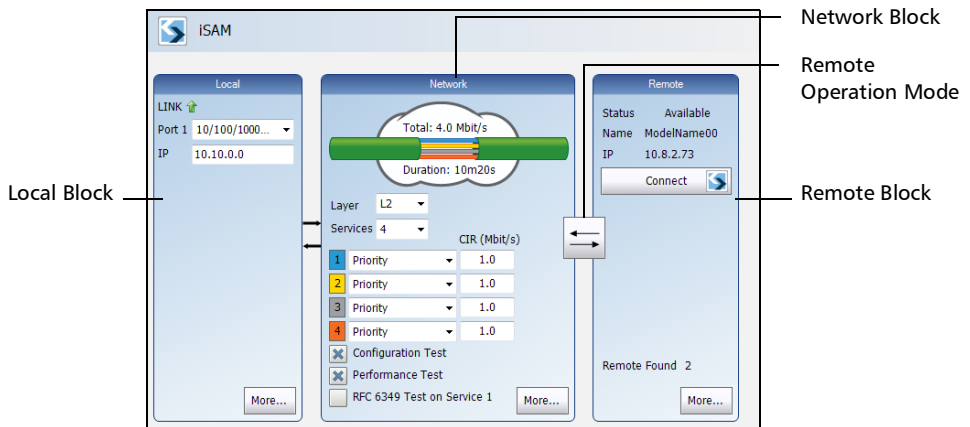 iSAM
Network Block
Remote
Operation Mode
Local Block
Remote Block
Local
LINK
Port 1 10/100/1000...
IP 10.10.0.0
More...
Network
Total: 4.0 Mbit/s
Duration: 10m20s
Layer L2
Services 4
CIR (Mbit/s)
1 Priority 1.0
2 Priority 1.0
3 Priority 1.0
4 Priority 1.0
Configuration Test
Performance Test
RFC 6349 Test on Service 1
More...
Remote
Status Available
Name ModelName00
IP 10.8.2.73
Connect
Remote Found 2
More...